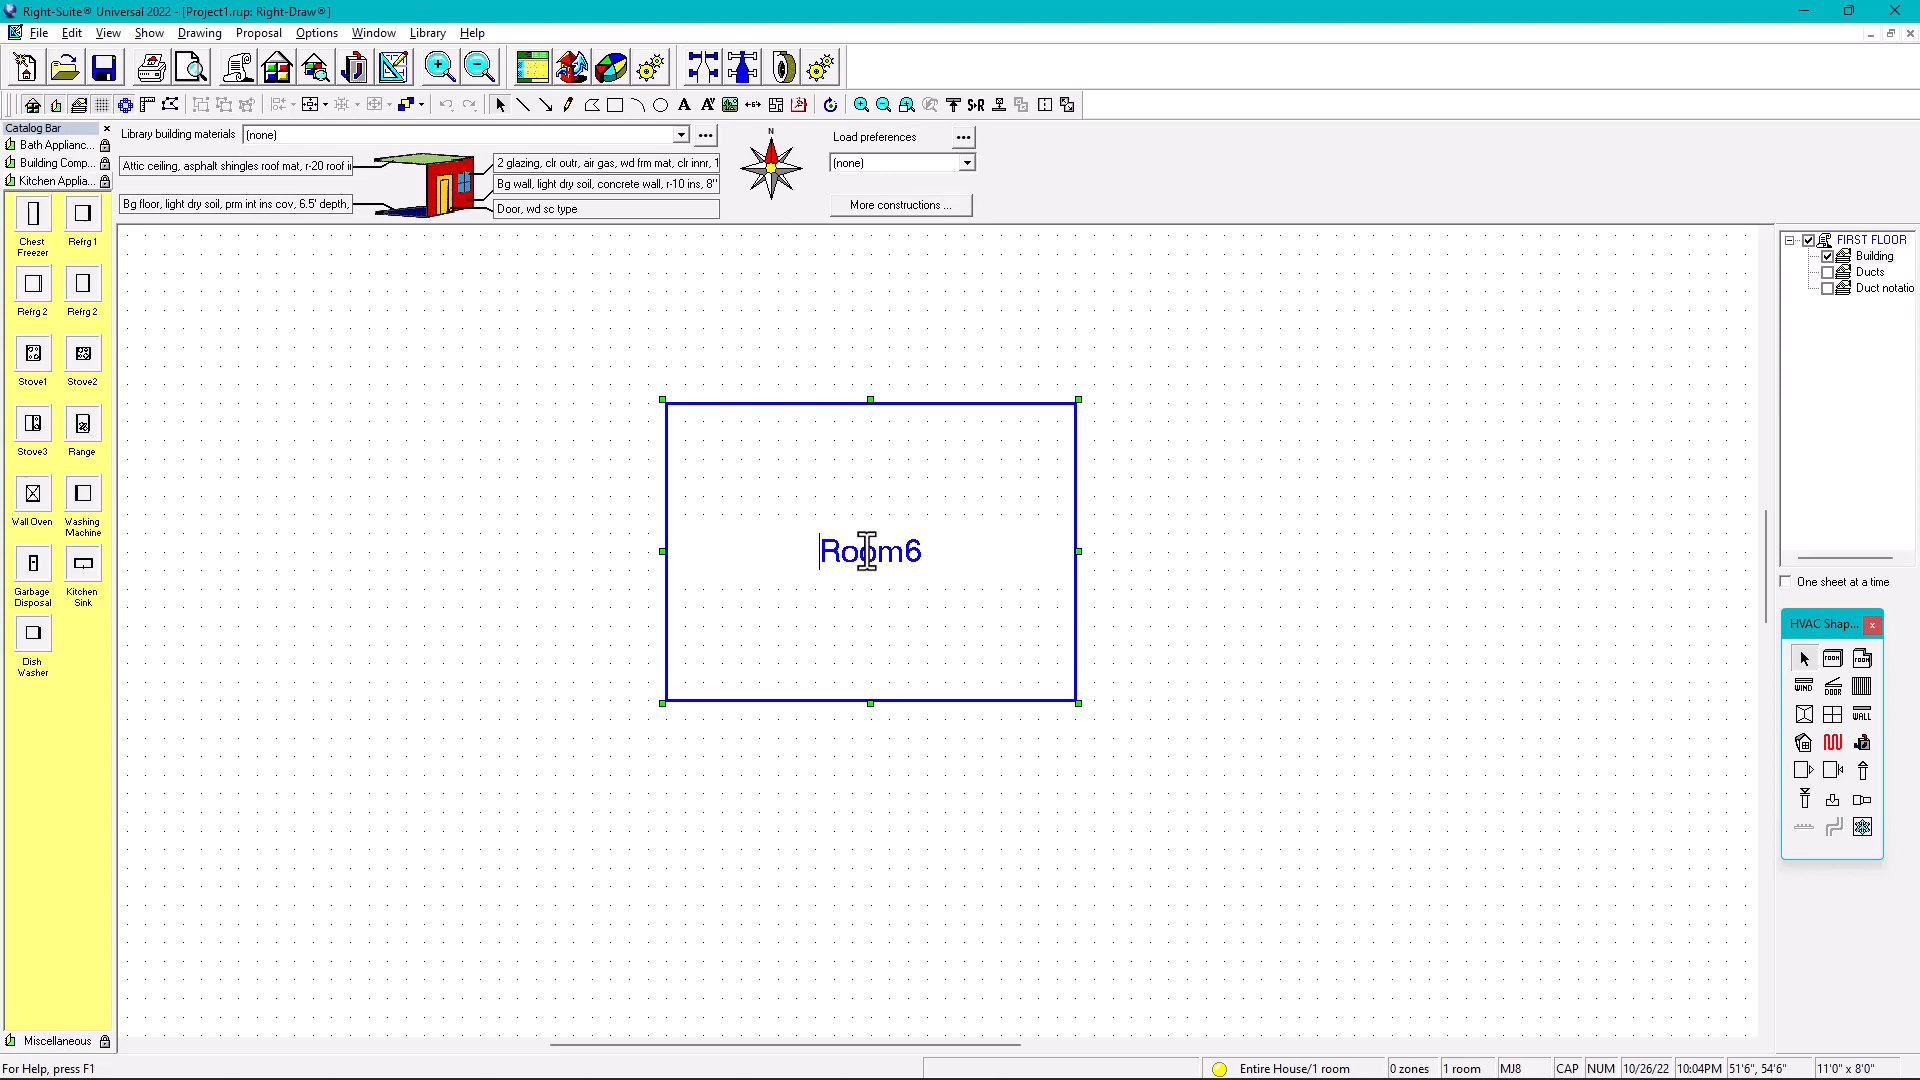 Right-Suite® Universal 2022 - [Project1.rup: Right-Draw®]
File Edit View Show Drawing Proposal Options Window Library Help
Catalog Bar
Bath Applianc...
Building Comp...
Kitchen Applia...
Library building materials
(none)
Attic ceiling, asphalt shingles roof mat, r-20 roof i
Bg floor, light dry soil, prm int ins cov, 6.5' depth,
2 glazing, clr outr, air gas, wd frm mat, clr innr, 1
Bg wall, light dry soil, concrete wall, r-10 ins, 8"
Door, wd sc type
N
Load preferences
(none)
More constructions ...
Chest Freezer
Refrg 1
Refrg 2
Refrg 2
Stove1
Stove2
Stove3
Range
Wall Oven
Washing Machine
Garbage Disposal
Kitchen Sink
Dish Washer
Miscellaneous
Room6
FIRST FLOOR
Building
Ducts
Duct notatio
One sheet at a time
HVAC Shap...
ROOM
ROOM
WIND
DOOR
WALL
For Help, press F1
Entire House/1 room
0 zones
1 room
MJ8
CAP
NUM
10/26/22
10:04PM
51'6", 54'6"
11'0" x 8'0"